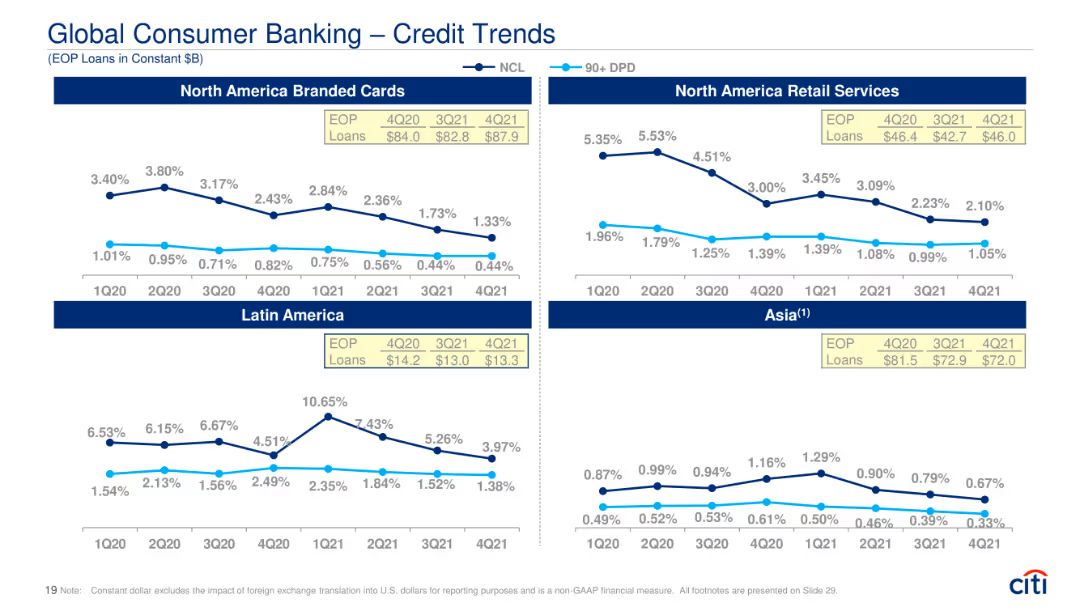 Global Consumer Banking – Credit Trends
(EOP Loans in Constant $B)
NCL 90+ DPD
North America Branded Cards
EOP 4Q20 3Q21 4Q21
Loans $84.0 $82.8 $87.9
3.40% 3.80% 3.17% 2.43% 2.84% 2.36% 1.73% 1.33%
1.01% 0.95% 0.71% 0.82% 0.75% 0.56% 0.44% 0.44%
1Q20 2Q20 3Q20 4Q20 1Q21 2Q21 3Q21 4Q21
North America Retail Services
EOP 4Q20 3Q21 4Q21
Loans $46.4 $42.7 $46.0
5.35% 5.53% 4.51% 3.00% 3.45% 3.09% 2.23% 2.10%
1.96% 1.79% 1.25% 1.39% 1.39% 1.08% 0.99% 1.05%
1Q20 2Q20 3Q20 4Q20 1Q21 2Q21 3Q21 4Q21
Latin America
EOP 4Q20 3Q21 4Q21
Loans $14.2 $13.0 $13.3
6.53% 6.15% 6.67% 4.51% 10.65% 7.43% 5.26% 3.97%
1.54% 2.13% 1.56% 2.49% 2.35% 1.84% 1.52% 1.38%
1Q20 2Q20 3Q20 4Q20 1Q21 2Q21 3Q21 4Q21
Asia(1)
EOP 4Q20 3Q21 4Q21
Loans $81.5 $72.9 $72.0
0.87% 0.99% 0.94% 1.16% 1.29% 0.90% 0.79% 0.67%
0.49% 0.52% 0.53% 0.61% 0.50% 0.46% 0.39% 0.33%
1Q20 2Q20 3Q20 4Q20 1Q21 2Q21 3Q21 4Q21
19 Note: Constant dollar excludes the impact of foreign exchange translation into U.S. dollars for reporting purposes and is a non-GAAP financial measure. All footnotes are presented on Slide 29.
citi